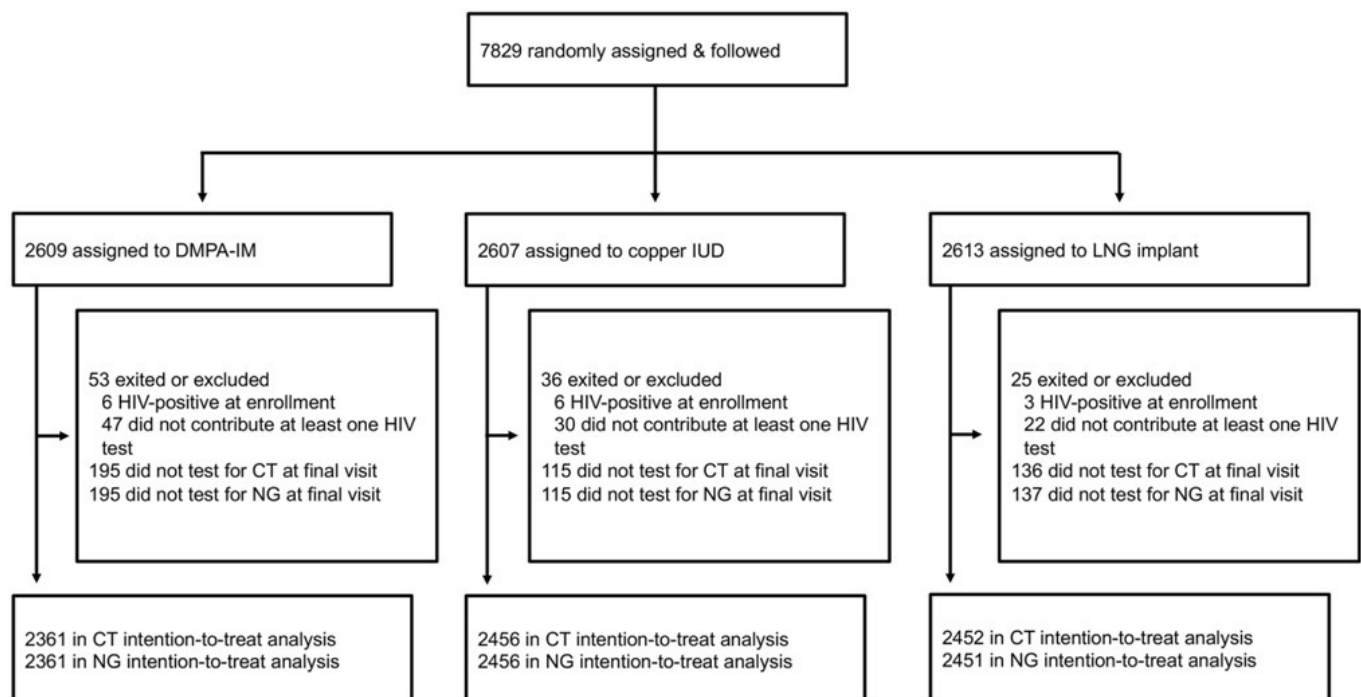 7829 randomly assigned & followed
2609 assigned to DMPA-IM
2607 assigned to copper IUD
2613 assigned to LNG implant
53 exited or excluded
6 HIV-positive at enrollment
47 did not contribute at least one HIV
test
195 did not test for CT at final visit
195 did not test for NG at final visit
36 exited or excluded
6 HIV-positive at enrollment
30 did not contribute at least one HIV
test
115 did not test for CT at final visit
115 did not test for NG at final visit
25 exited or excluded
3 HIV-positive at enrollment
22 did not contribute at least one HIV
test
136 did not test for CT at final visit
137 did not test for NG at final visit
2361 in CT intention-to-treat analysis
2361 in NG intention-to-treat analysis
2456 in CT intention-to-treat analysis
2456 in NG intention-to-treat analysis
2452 in CT intention-to-treat analysis
2451 in NG intention-to-treat analysis